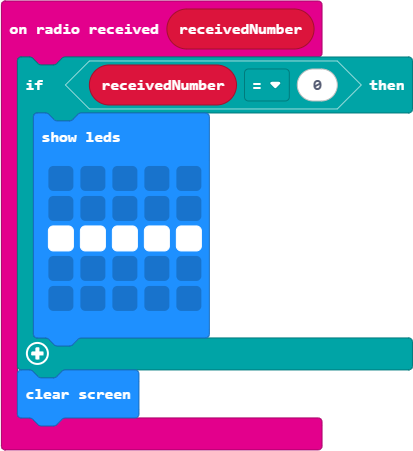 on radio received receivedNumber
if receivedNumber = 0 then
show leds
clear screen